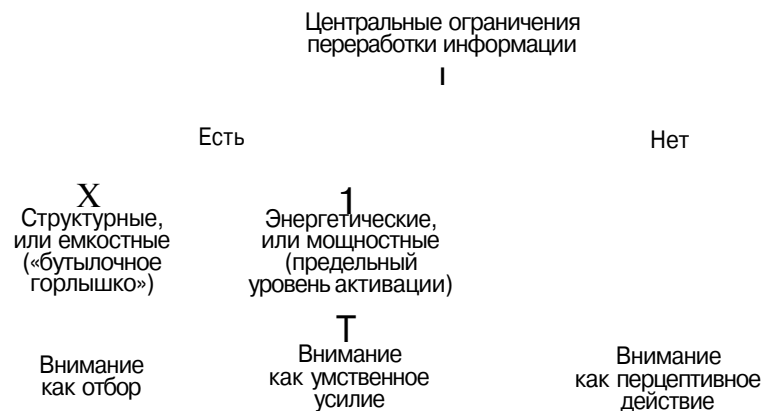 Центральные ограничения
переработки информации
Есть
Нет
Структурные,
или емкостные
(«бутылочное
горлышко»)
Энергетические,
или мощностные
(предельный
уровень активации)
Внимание
как отбор
Внимание
как умственное
усилие
Внимание
как перцептивное
действие